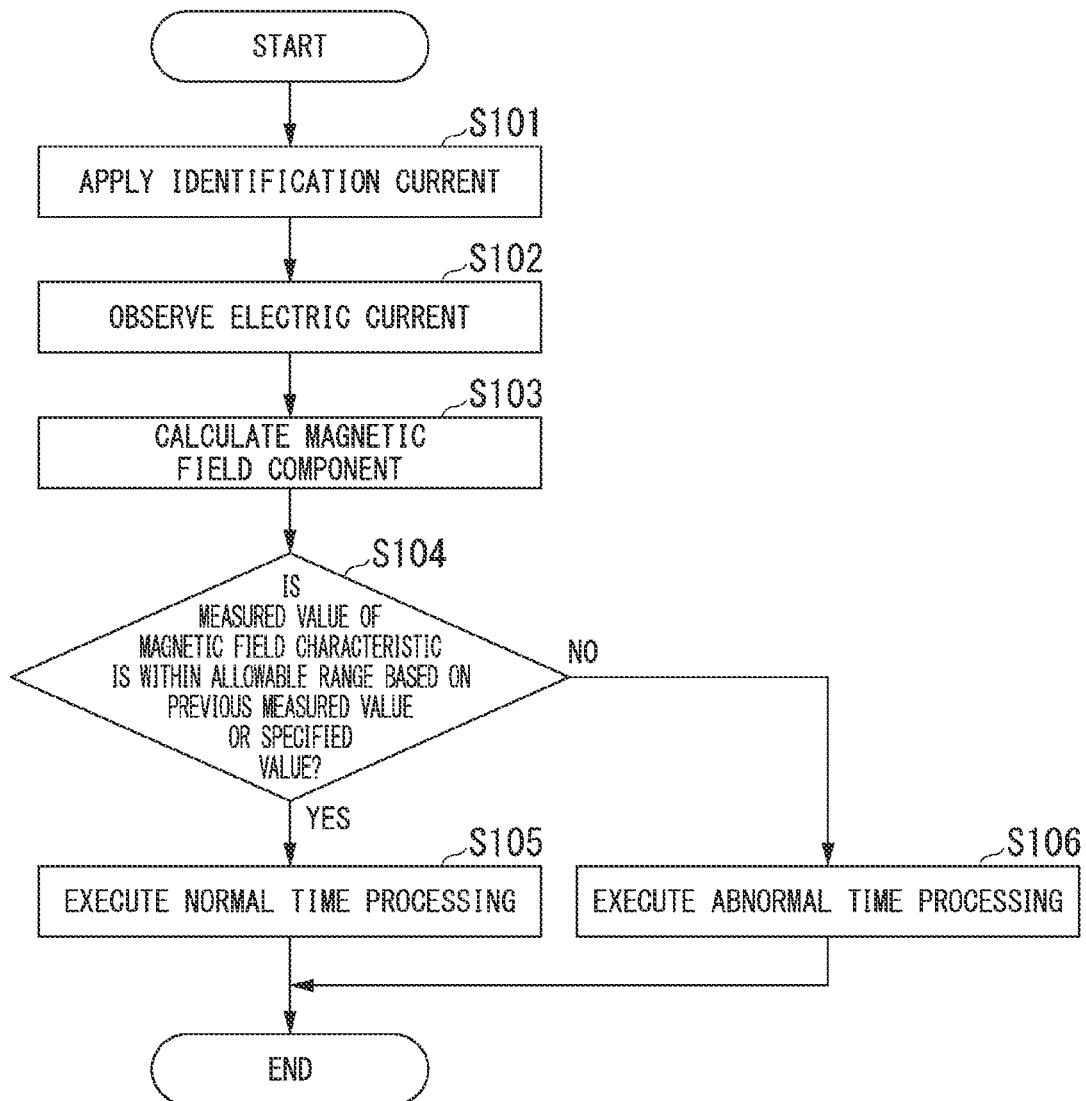 START
S101
APPLY IDENTIFICATION CURRENT
S102
OBSERVE ELECTRIC CURRENT
S103
CALCULATE MAGNETIC
FIELD COMPONENT
S104
IS
MEASURED VALUE OF
MAGNETIC FIELD CHARACTERISTIC
IS WITHIN ALLOWABLE RANGE BASED ON
PREVIOUS MEASURED VALUE
OR SPECIFIED
VALUE?
NO
YES
S105
EXECUTE NORMAL TIME PROCESSING
S106
EXECUTE ABNORMAL TIME PROCESSING
END